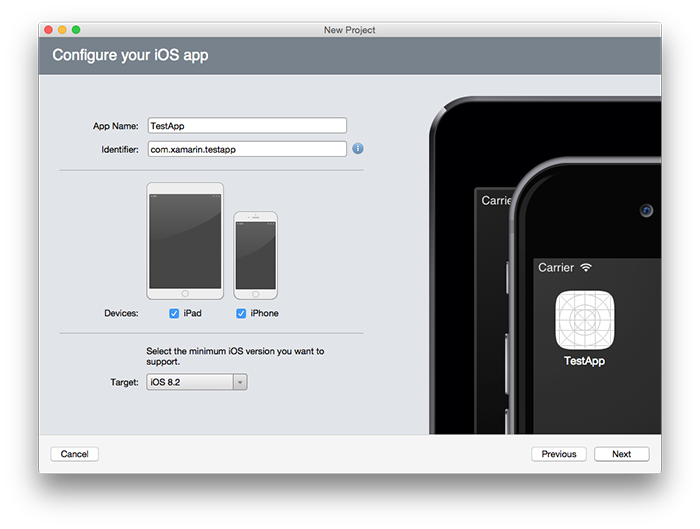 New Project
Configure your iOS app
App Name: TestApp
Identifier: com.xamarin.testapp
i
Devices: iPad iPhone
Select the minimum iOS version you want to
support.
Target: iOS 8.2
Carrie
Carrier
TestApp
Cancel Previous Next